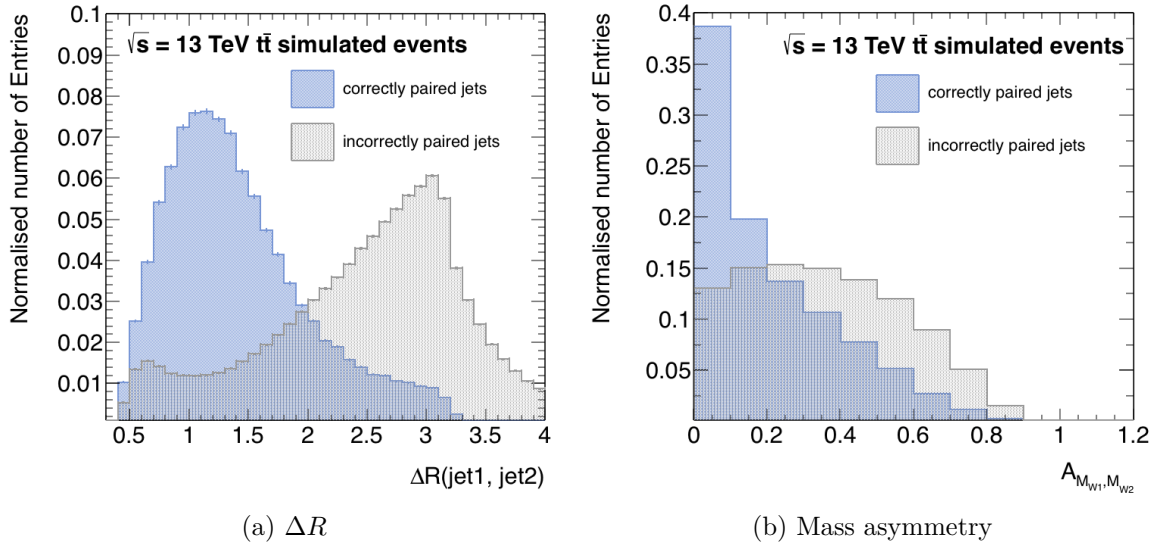 √s = 13 TeV tt̄ simulated events
correctly paired jets
incorrectly paired jets
Normalised number of Entries
0.1
0.09
0.08
0.07
0.06
0.05
0.04
0.03
0.02
0.01
0.5 1 1.5 2 2.5 3 3.5 4
ΔR(jet1, jet2)
(a) ΔR
√s = 13 TeV tt̄ simulated events
correctly paired jets
incorrectly paired jets
Normalised number of Entries
0.4
0.35
0.3
0.25
0.2
0.15
0.1
0.05
0 0.2 0.4 0.6 0.8 1 1.2
A_{M_{W1},M_{W2}}
(b) Mass asymmetry